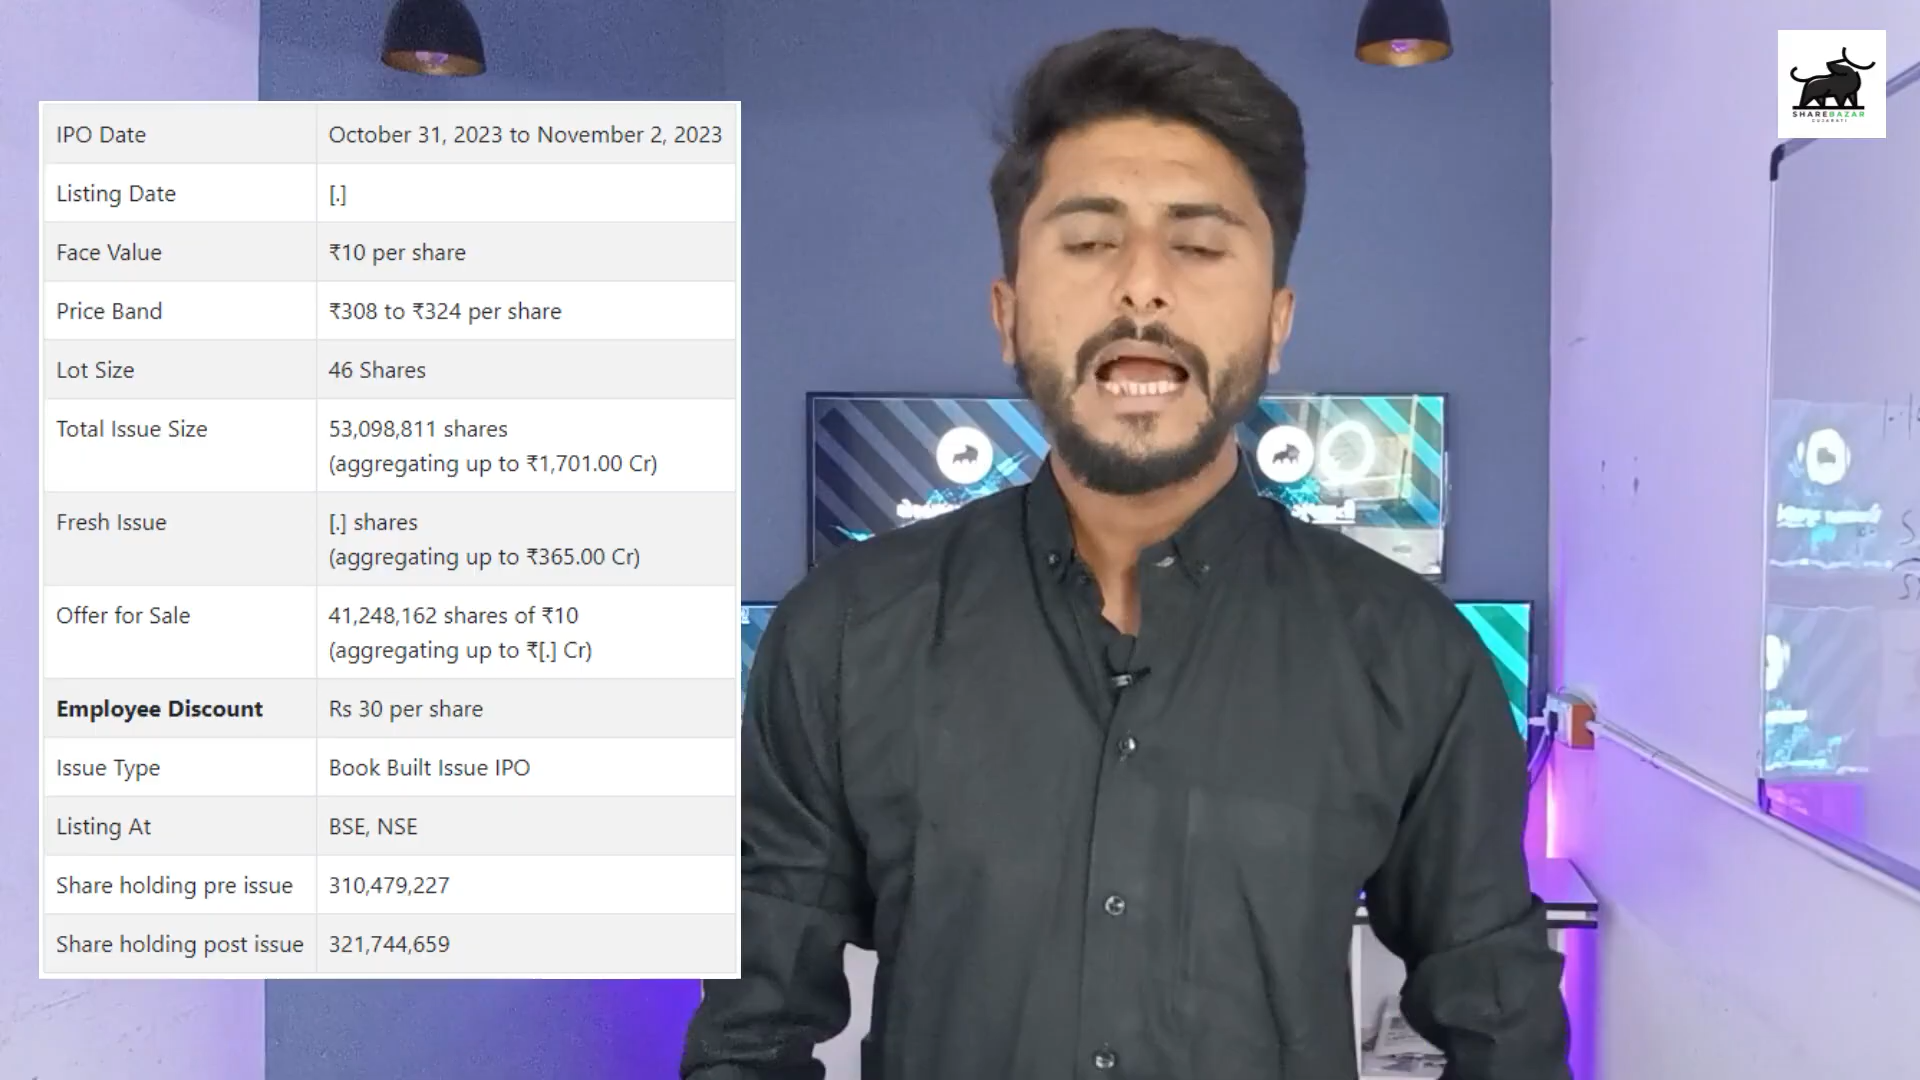 IPO Date
October 31, 2023 to November 2, 2023
Listing Date
[.]
Face Value
₹10 per share
Price Band
₹308 to ₹324 per share
Lot Size
46 Shares
Total Issue Size
53,098,811 shares
(aggregating up to ₹1,701.00 Cr)
Fresh Issue
[.] shares
(aggregating up to ₹365.00 Cr)
Offer for Sale
41,248,162 shares of ₹10
(aggregating up to ₹[.] Cr)
Employee Discount
Rs 30 per share
Issue Type
Book Built Issue IPO
Listing At
BSE, NSE
Share holding pre issue
310,479,227
Share holding post issue
321,744,659
SHAREBAZAR
GUJARATI